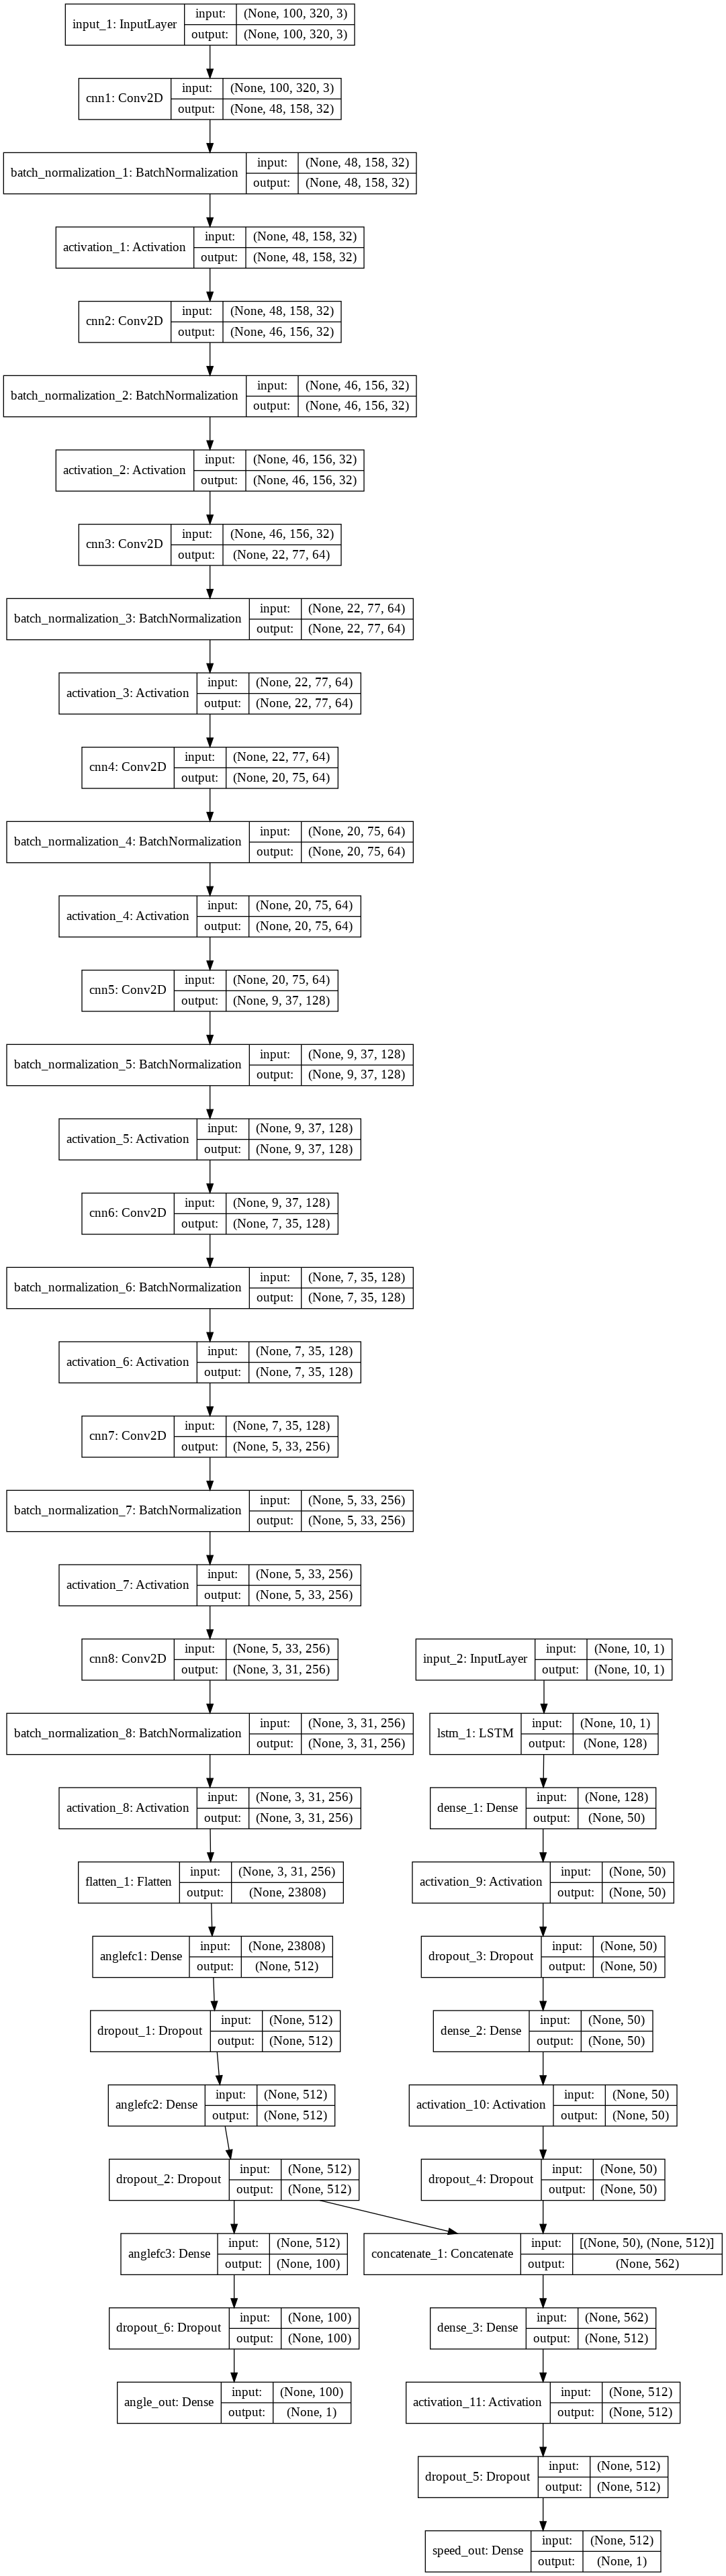 input_1: InputLayer
input: (None, 100, 320, 3)
output: (None, 100, 320, 3)
cnn1: Conv2D
input: (None, 100, 320, 3)
output: (None, 48, 158, 32)
batch_normalization_1: BatchNormalization
input: (None, 48, 158, 32)
output: (None, 48, 158, 32)
activation_1: Activation
input: (None, 48, 158, 32)
output: (None, 48, 158, 32)
cnn2: Conv2D
input: (None, 48, 158, 32)
output: (None, 46, 156, 32)
batch_normalization_2: BatchNormalization
input: (None, 46, 156, 32)
output: (None, 46, 156, 32)
activation_2: Activation
input: (None, 46, 156, 32)
output: (None, 46, 156, 32)
cnn3: Conv2D
input: (None, 46, 156, 32)
output: (None, 22, 77, 64)
batch_normalization_3: BatchNormalization
input: (None, 22, 77, 64)
output: (None, 22, 77, 64)
activation_3: Activation
input: (None, 22, 77, 64)
output: (None, 22, 77, 64)
cnn4: Conv2D
input: (None, 22, 77, 64)
output: (None, 20, 75, 64)
batch_normalization_4: BatchNormalization
input: (None, 20, 75, 64)
output: (None, 20, 75, 64)
activation_4: Activation
input: (None, 20, 75, 64)
output: (None, 20, 75, 64)
cnn5: Conv2D
input: (None, 20, 75, 64)
output: (None, 9, 37, 128)
batch_normalization_5: BatchNormalization
input: (None, 9, 37, 128)
output: (None, 9, 37, 128)
activation_5: Activation
input: (None, 9, 37, 128)
output: (None, 9, 37, 128)
cnn6: Conv2D
input: (None, 9, 37, 128)
output: (None, 7, 35, 128)
batch_normalization_6: BatchNormalization
input: (None, 7, 35, 128)
output: (None, 7, 35, 128)
activation_6: Activation
input: (None, 7, 35, 128)
output: (None, 7, 35, 128)
cnn7: Conv2D
input: (None, 7, 35, 128)
output: (None, 5, 33, 256)
batch_normalization_7: BatchNormalization
input: (None, 5, 33, 256)
output: (None, 5, 33, 256)
activation_7: Activation
input: (None, 5, 33, 256)
output: (None, 5, 33, 256)
cnn8: Conv2D
input: (None, 5, 33, 256)
output: (None, 3, 31, 256)
batch_normalization_8: BatchNormalization
input: (None, 3, 31, 256)
output: (None, 3, 31, 256)
activation_8: Activation
input: (None, 3, 31, 256)
output: (None, 3, 31, 256)
flatten_1: Flatten
input: (None, 3, 31, 256)
output: (None, 23808)
anglefc1: Dense
input: (None, 23808)
output: (None, 512)
dropout_1: Dropout
input: (None, 512)
output: (None, 512)
anglefc2: Dense
input: (None, 512)
output: (None, 512)
dropout_2: Dropout
input: (None, 512)
output: (None, 512)
anglefc3: Dense
input: (None, 512)
output: (None, 100)
dropout_6: Dropout
input: (None, 100)
output: (None, 100)
angle_out: Dense
input: (None, 100)
output: (None, 1)
input_2: InputLayer
input: (None, 10, 1)
output: (None, 10, 1)
lstm_1: LSTM
input: (None, 10, 1)
output: (None, 128)
dense_1: Dense
input: (None, 128)
output: (None, 50)
activation_9: Activation
input: (None, 50)
output: (None, 50)
dropout_3: Dropout
input: (None, 50)
output: (None, 50)
dense_2: Dense
input: (None, 50)
output: (None, 50)
activation_10: Activation
input: (None, 50)
output: (None, 50)
dropout_4: Dropout
input: (None, 50)
output: (None, 50)
concatenate_1: Concatenate
input: [(None, 50), (None, 512)]
output: (None, 562)
dense_3: Dense
input: (None, 562)
output: (None, 512)
activation_11: Activation
input: (None, 512)
output: (None, 512)
dropout_5: Dropout
input: (None, 512)
output: (None, 512)
speed_out: Dense
input: (None, 512)
output: (None, 1)